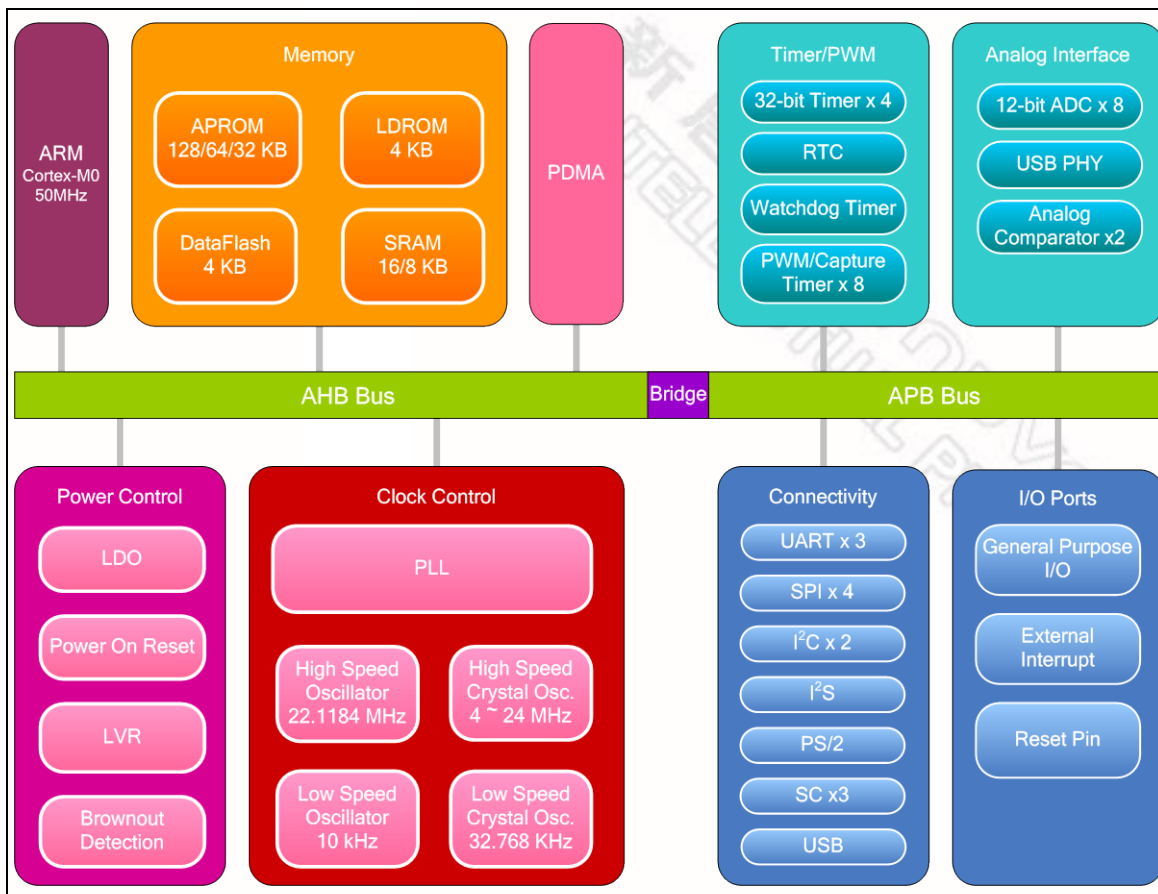 Memory
Timer/PWM
Analog Interface
ARM
Cortex-M0
50MHz
APROM
128/64/32 KB
LDROM
4 KB
DataFlash
4 KB
SRAM
16/8 KB
PDMA
32-bit Timer x 4
RTC
Watchdog Timer
PWM/Capture
Timer x 8
12-bit ADC x 8
USB PHY
Analog
Comparator x2
AHB Bus
Bridge
APB Bus
Power Control
LDO
Power On Reset
LVR
Brownout
Detection
Clock Control
PLL
High Speed
Oscillator
22.1184 MHz
High Speed
Crystal Osc.
4 ~ 24 MHz
Low Speed
Oscillator
10 kHz
Low Speed
Crystal Osc.
32.768 KHz
Connectivity
UART x 3
SPI x 4
I²C x 2
I²S
PS/2
SC x3
USB
I/O Ports
General Purpose
I/O
External
Interrupt
Reset Pin